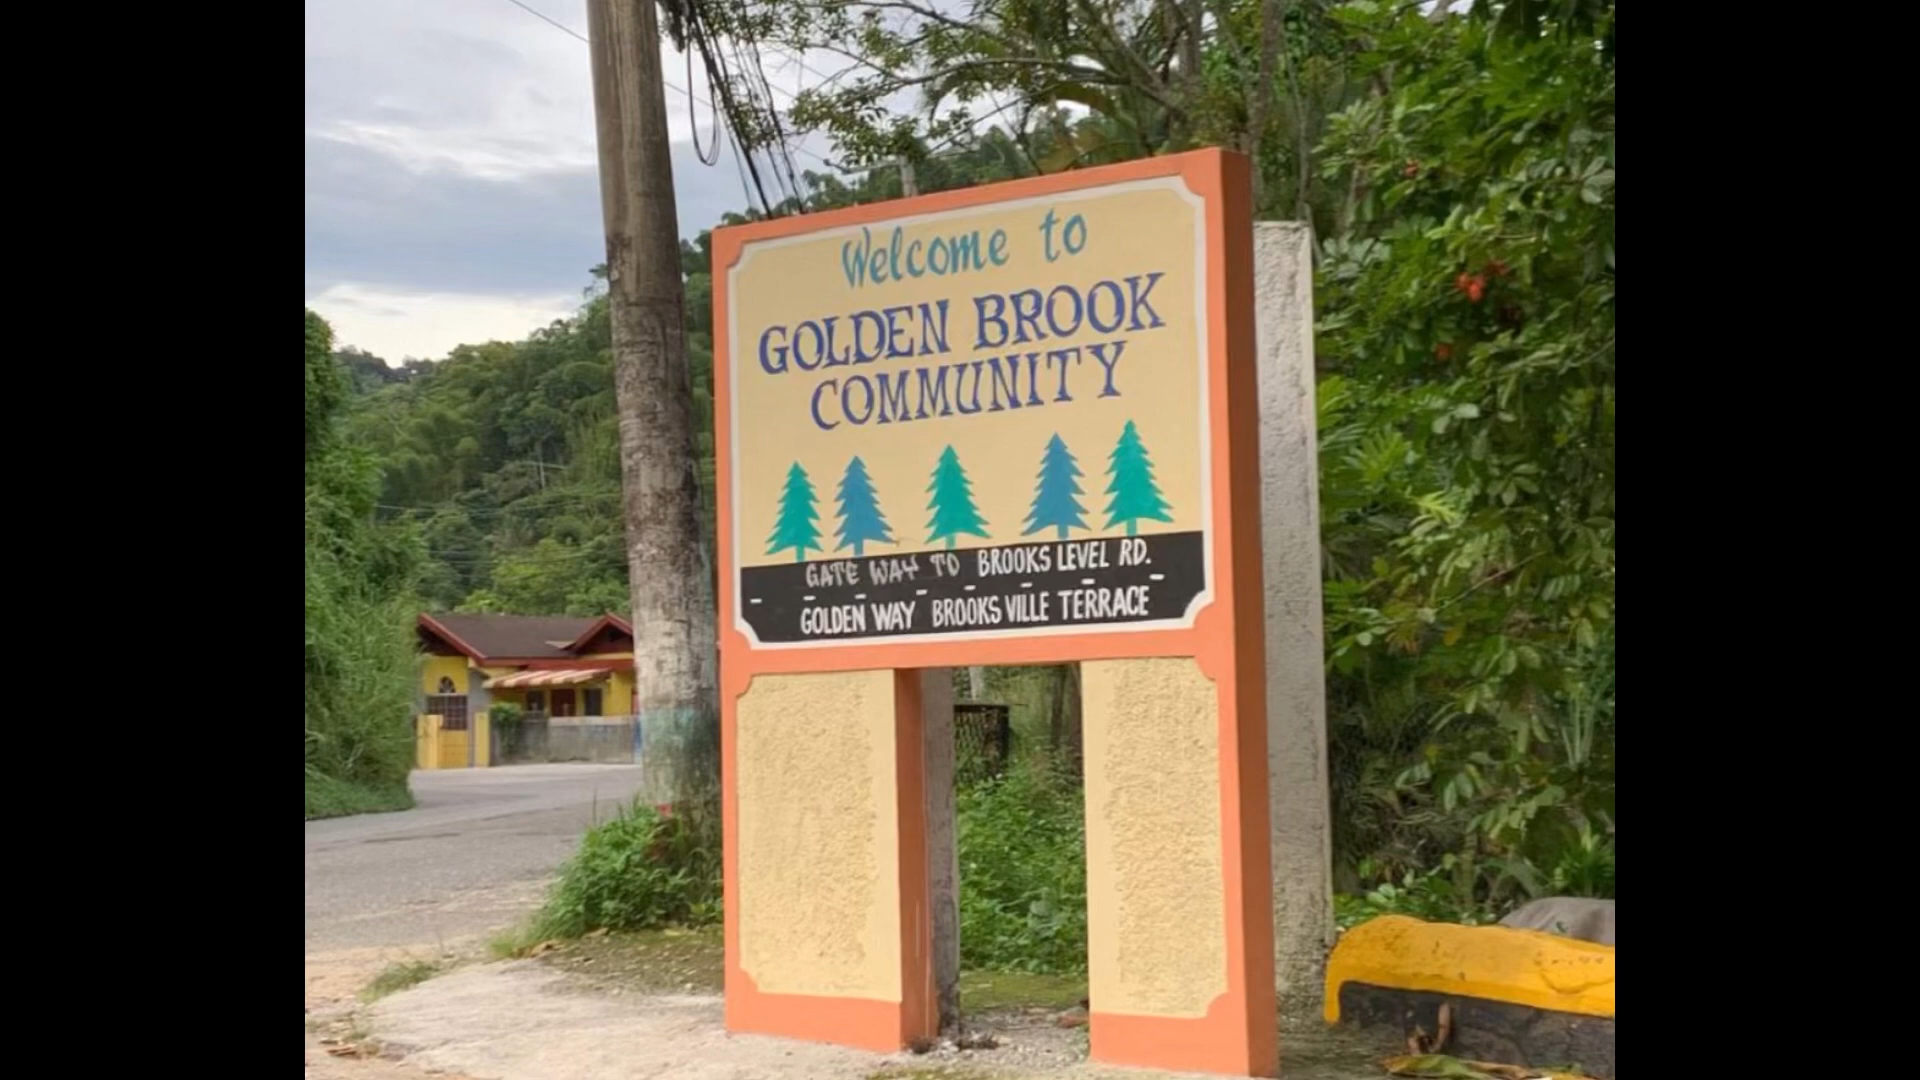 Welcome to
GOLDEN BROOK
COMMUNITY
GATE WAY TO BROOKS LEVEL RD.
GOLDEN WAY BROOKS VILLE TERRACE